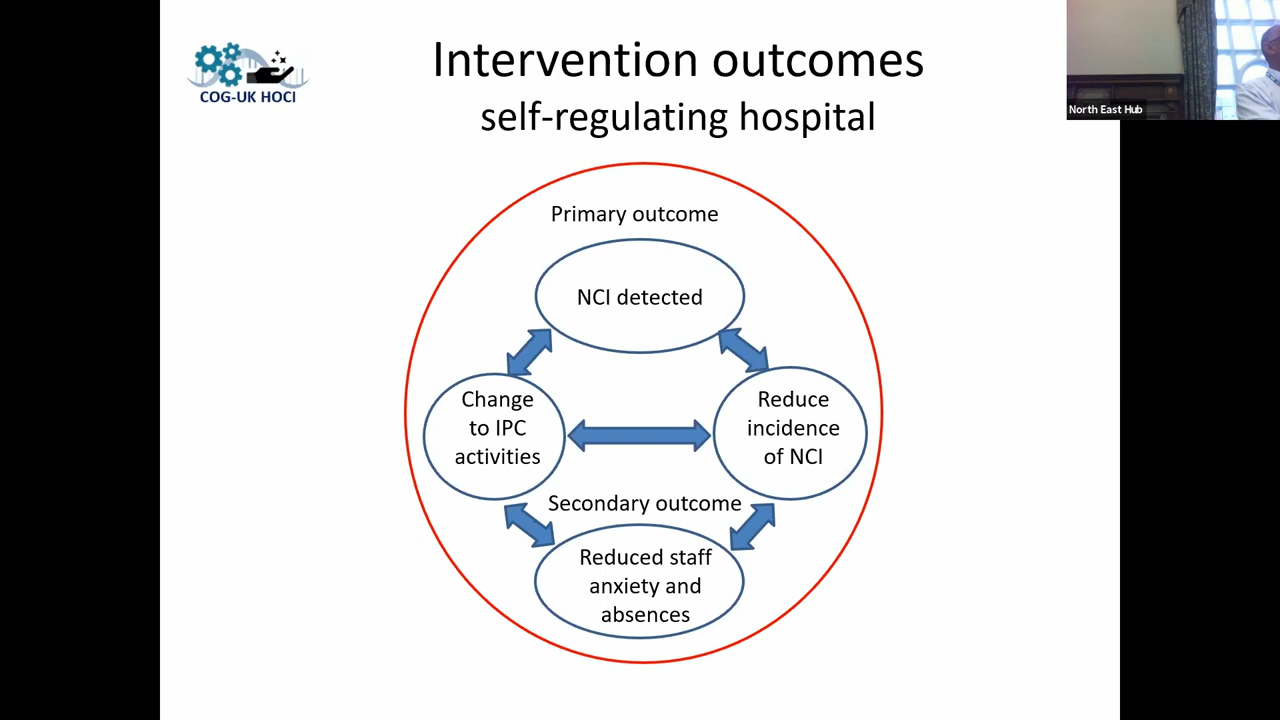 COG-UK HOCI
Intervention outcomes
self-regulating hospital
North East Hub
Primary outcome
NCI detected
Change
to IPC
activities
Reduce
incidence
of NCI
Secondary outcome
Reduced staff
anxiety and
absences